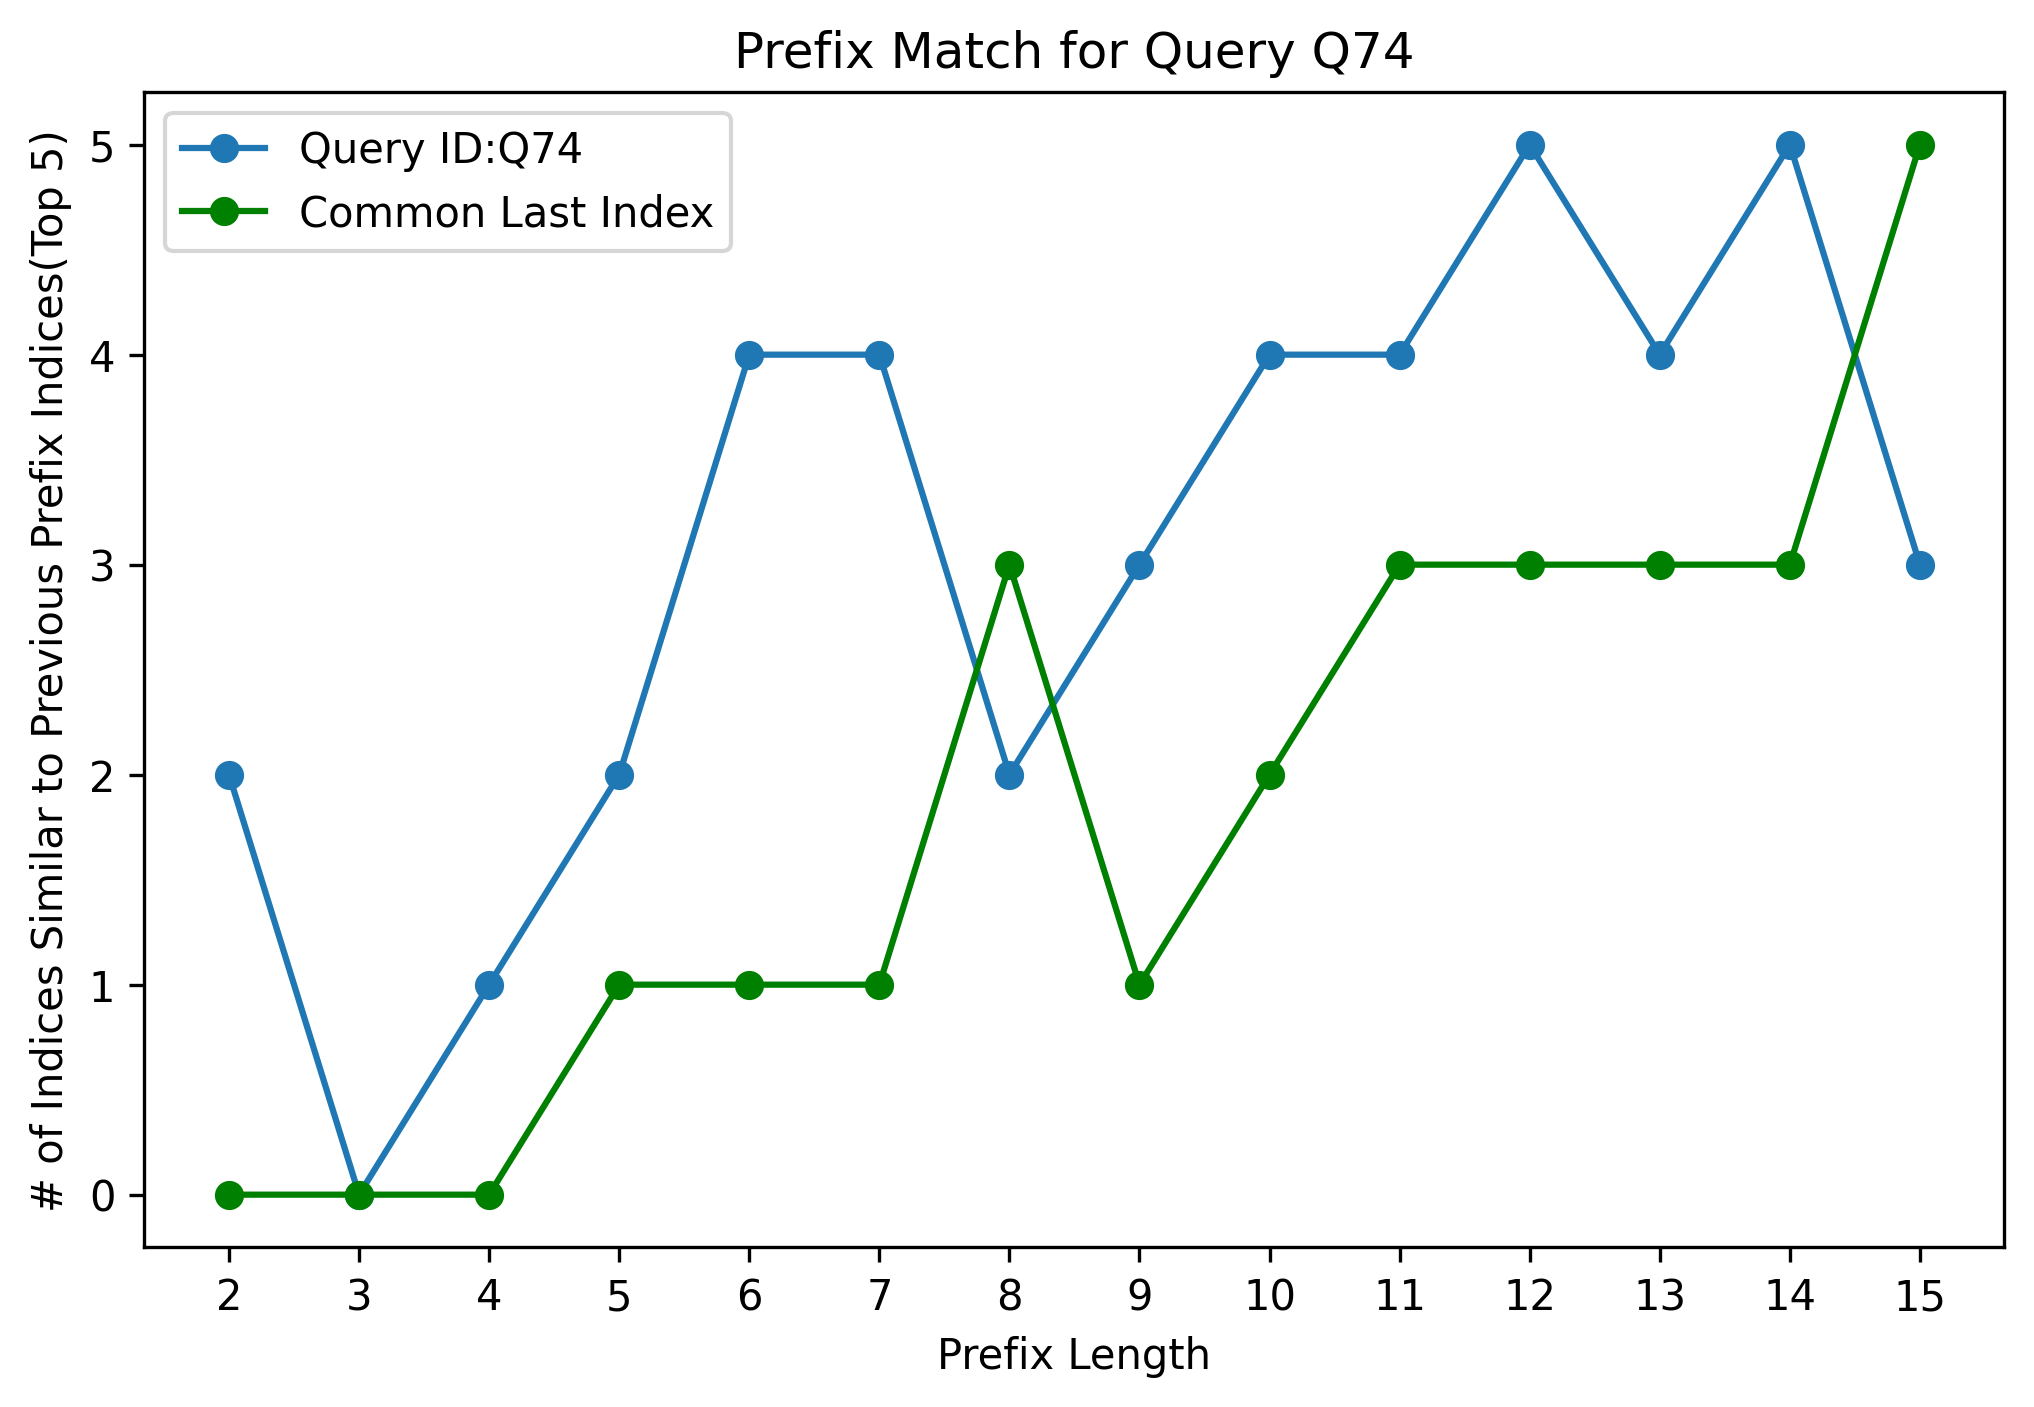 Prefix Match for Query Q74
Query ID:Q74
Common Last Index
# of Indices Similar to Previous Prefix Indices(Top 5)
5
4
3
2
1
0
2 3 4 5 6 7 8 9 10 11 12 13 14 15
Prefix Length